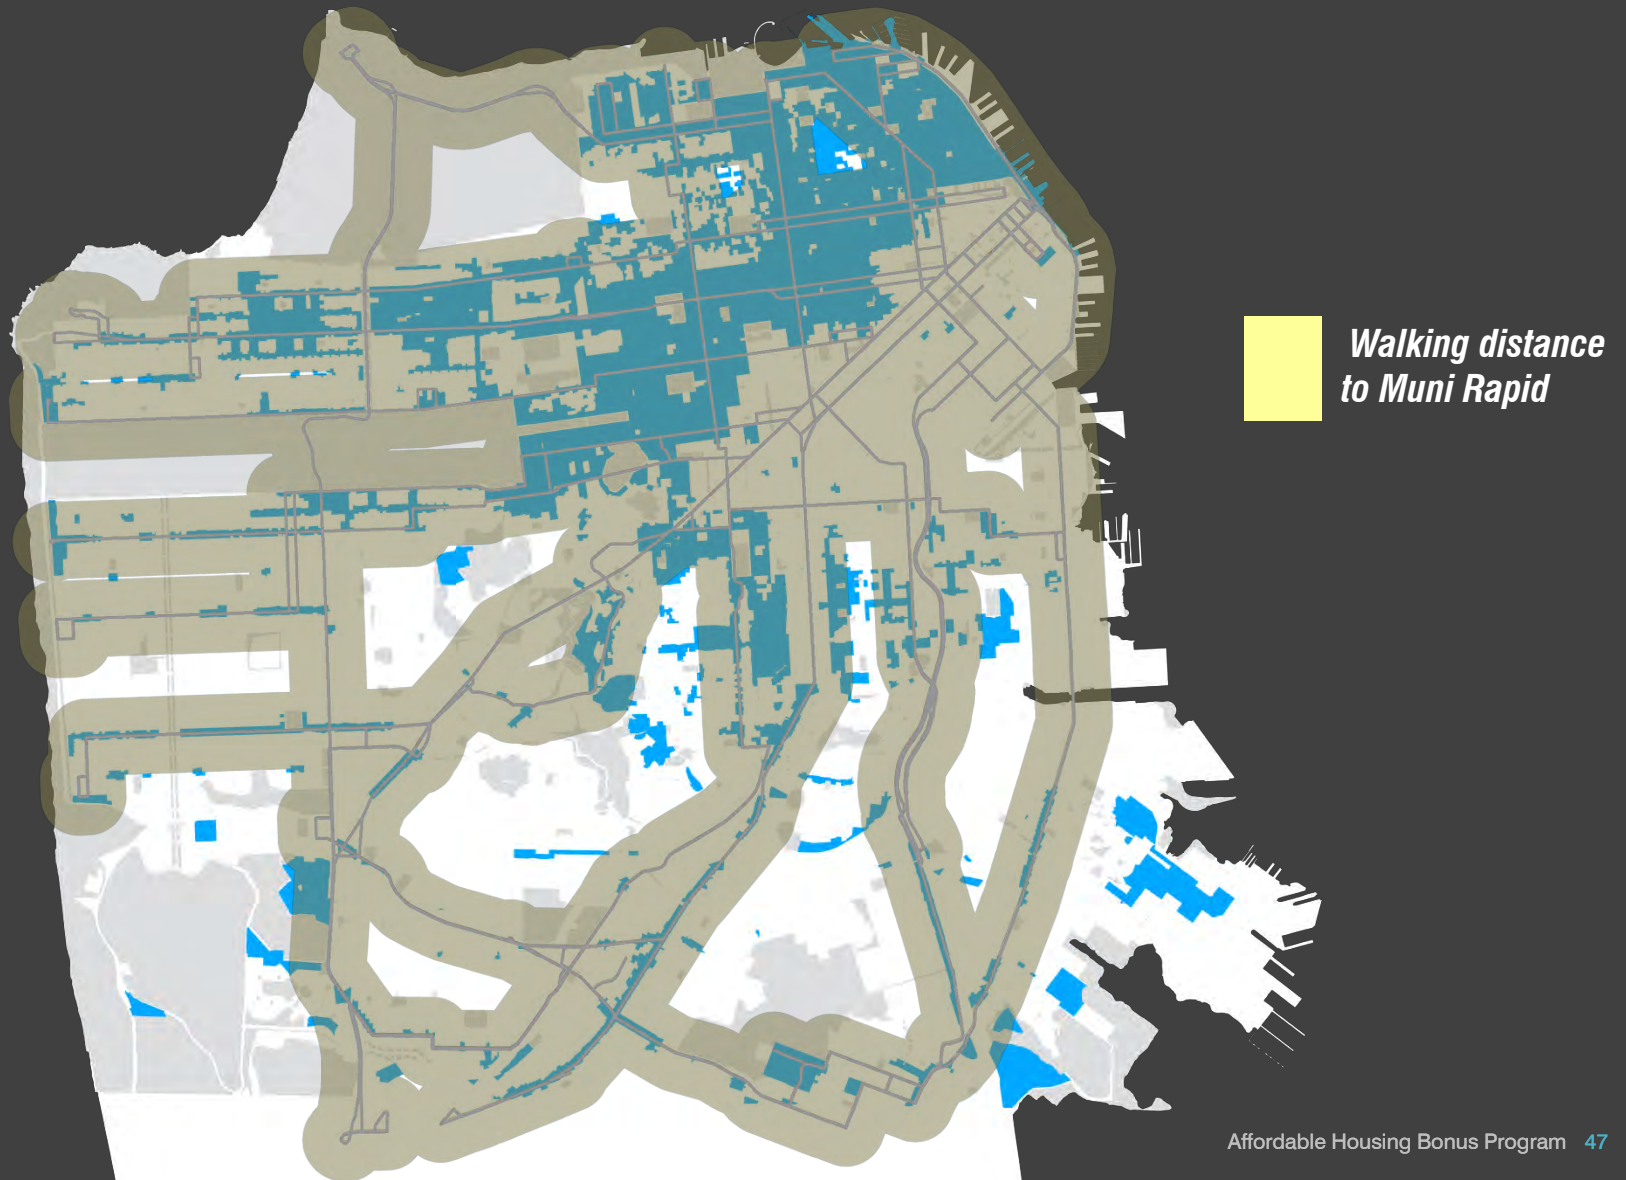 Walking distance
to Muni Rapid
Affordable Housing Bonus Program 47